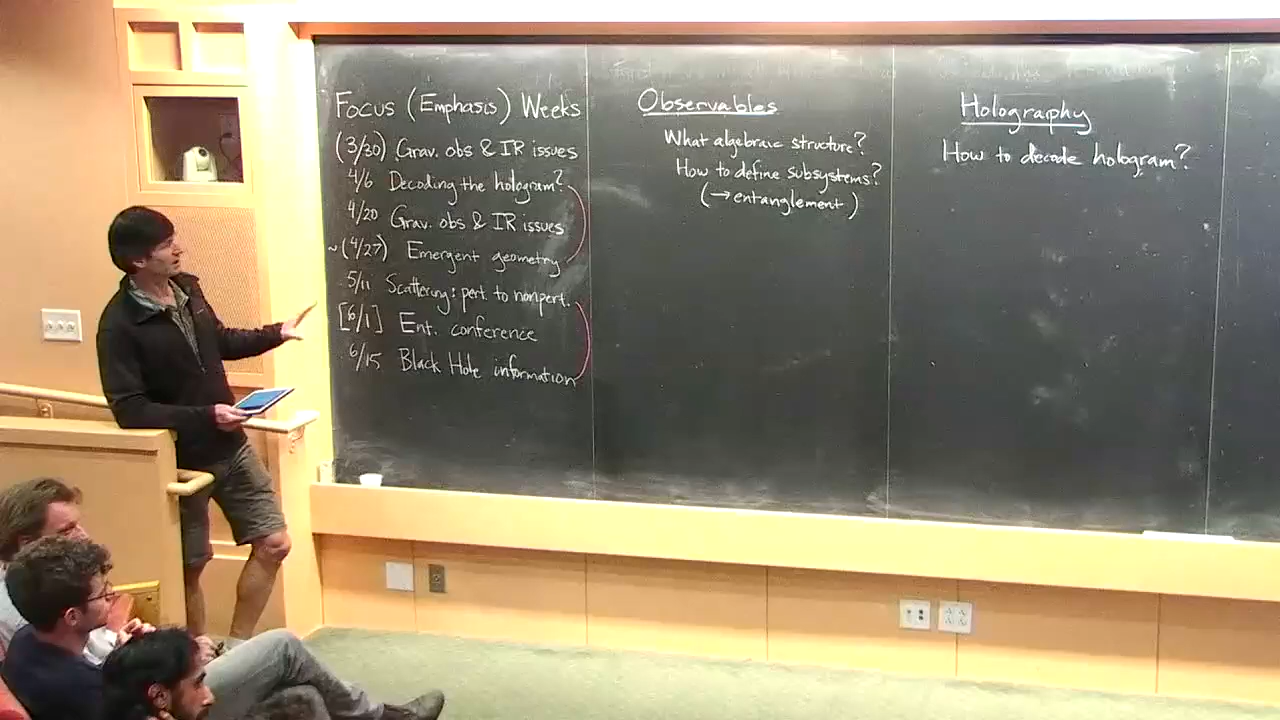 Focus (Emphasis) Weeks
(3/30) Grav. obs & IR issues
4/6 Decoding the hologram?
4/20 Grav. obs & IR issues
~(4/27) Emergent geometry
5/11 Scattering: pert. to nonpert.
[6/1] Ent. conference
6/15 Black Hole information
Observables
What algebraic structure?
How to define subsystems?
(→entanglement)
Holography
How to decode hologram?